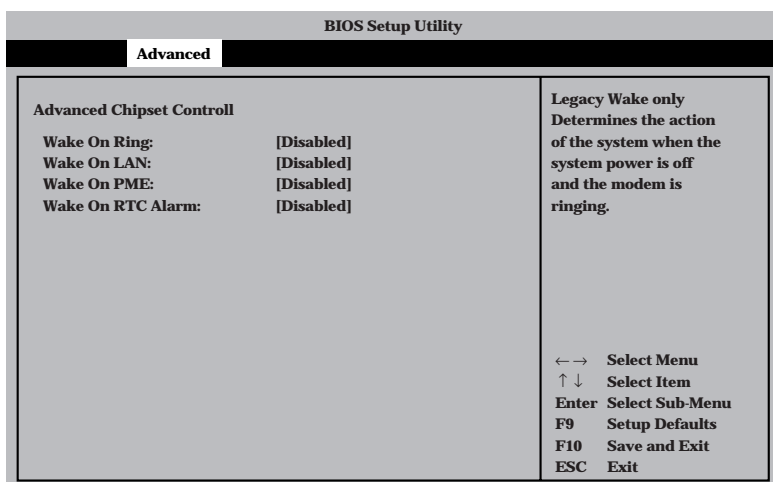 BIOS Setup Utility
Advanced
Advanced Chipset Controll
Wake On Ring: [Disabled]
Wake On LAN: [Disabled]
Wake On PME: [Disabled]
Wake On RTC Alarm: [Disabled]
Legacy Wake only
Determines the action
of the system when the
system power is off
and the modem is
ringing.
←→ Select Menu
↑↓ Select Item
Enter Select Sub-Menu
F9 Setup Defaults
F10 Save and Exit
ESC Exit